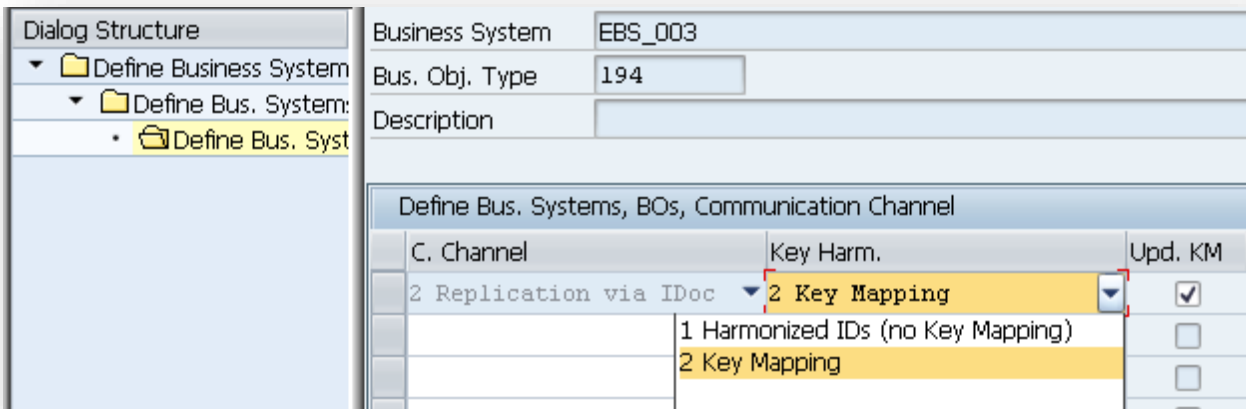 Dialog Structure
Define Business System
Define Bus. System
Define Bus. Syst
Business System EBS_003
Bus. Obj. Type 194
Description
Define Bus. Systems, BOs, Communication Channel
C. Channel Key Harm. Upd. KM
2 Replication via IDoc 2 Key Mapping
1 Harmonized IDs (no Key Mapping)
2 Key Mapping